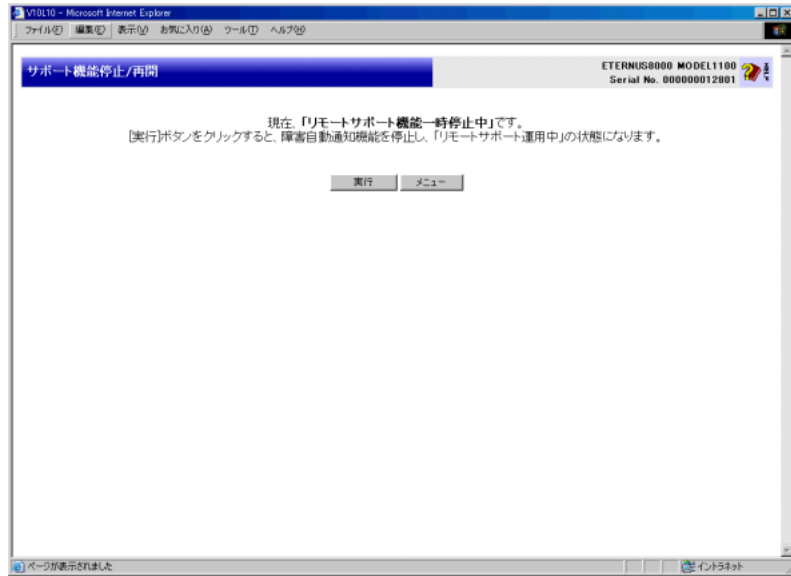 V10L10 - Microsoft Internet Explorer
ファイル(F) 編集(E) 表示(V) お気に入り(A) ツール(T) ヘルプ(H)
サポート機能停止/再開
ETERNUS8000 MODEL1100
Serial No. 000000012801
現在、「リモートサポート機能一時停止中」です。
[実行]ボタンをクリックすると、障害自動通知機能を停止し、「リモートサポート運用中」の状態になります。
実行 メニュー
ページが表示されました イントラネット